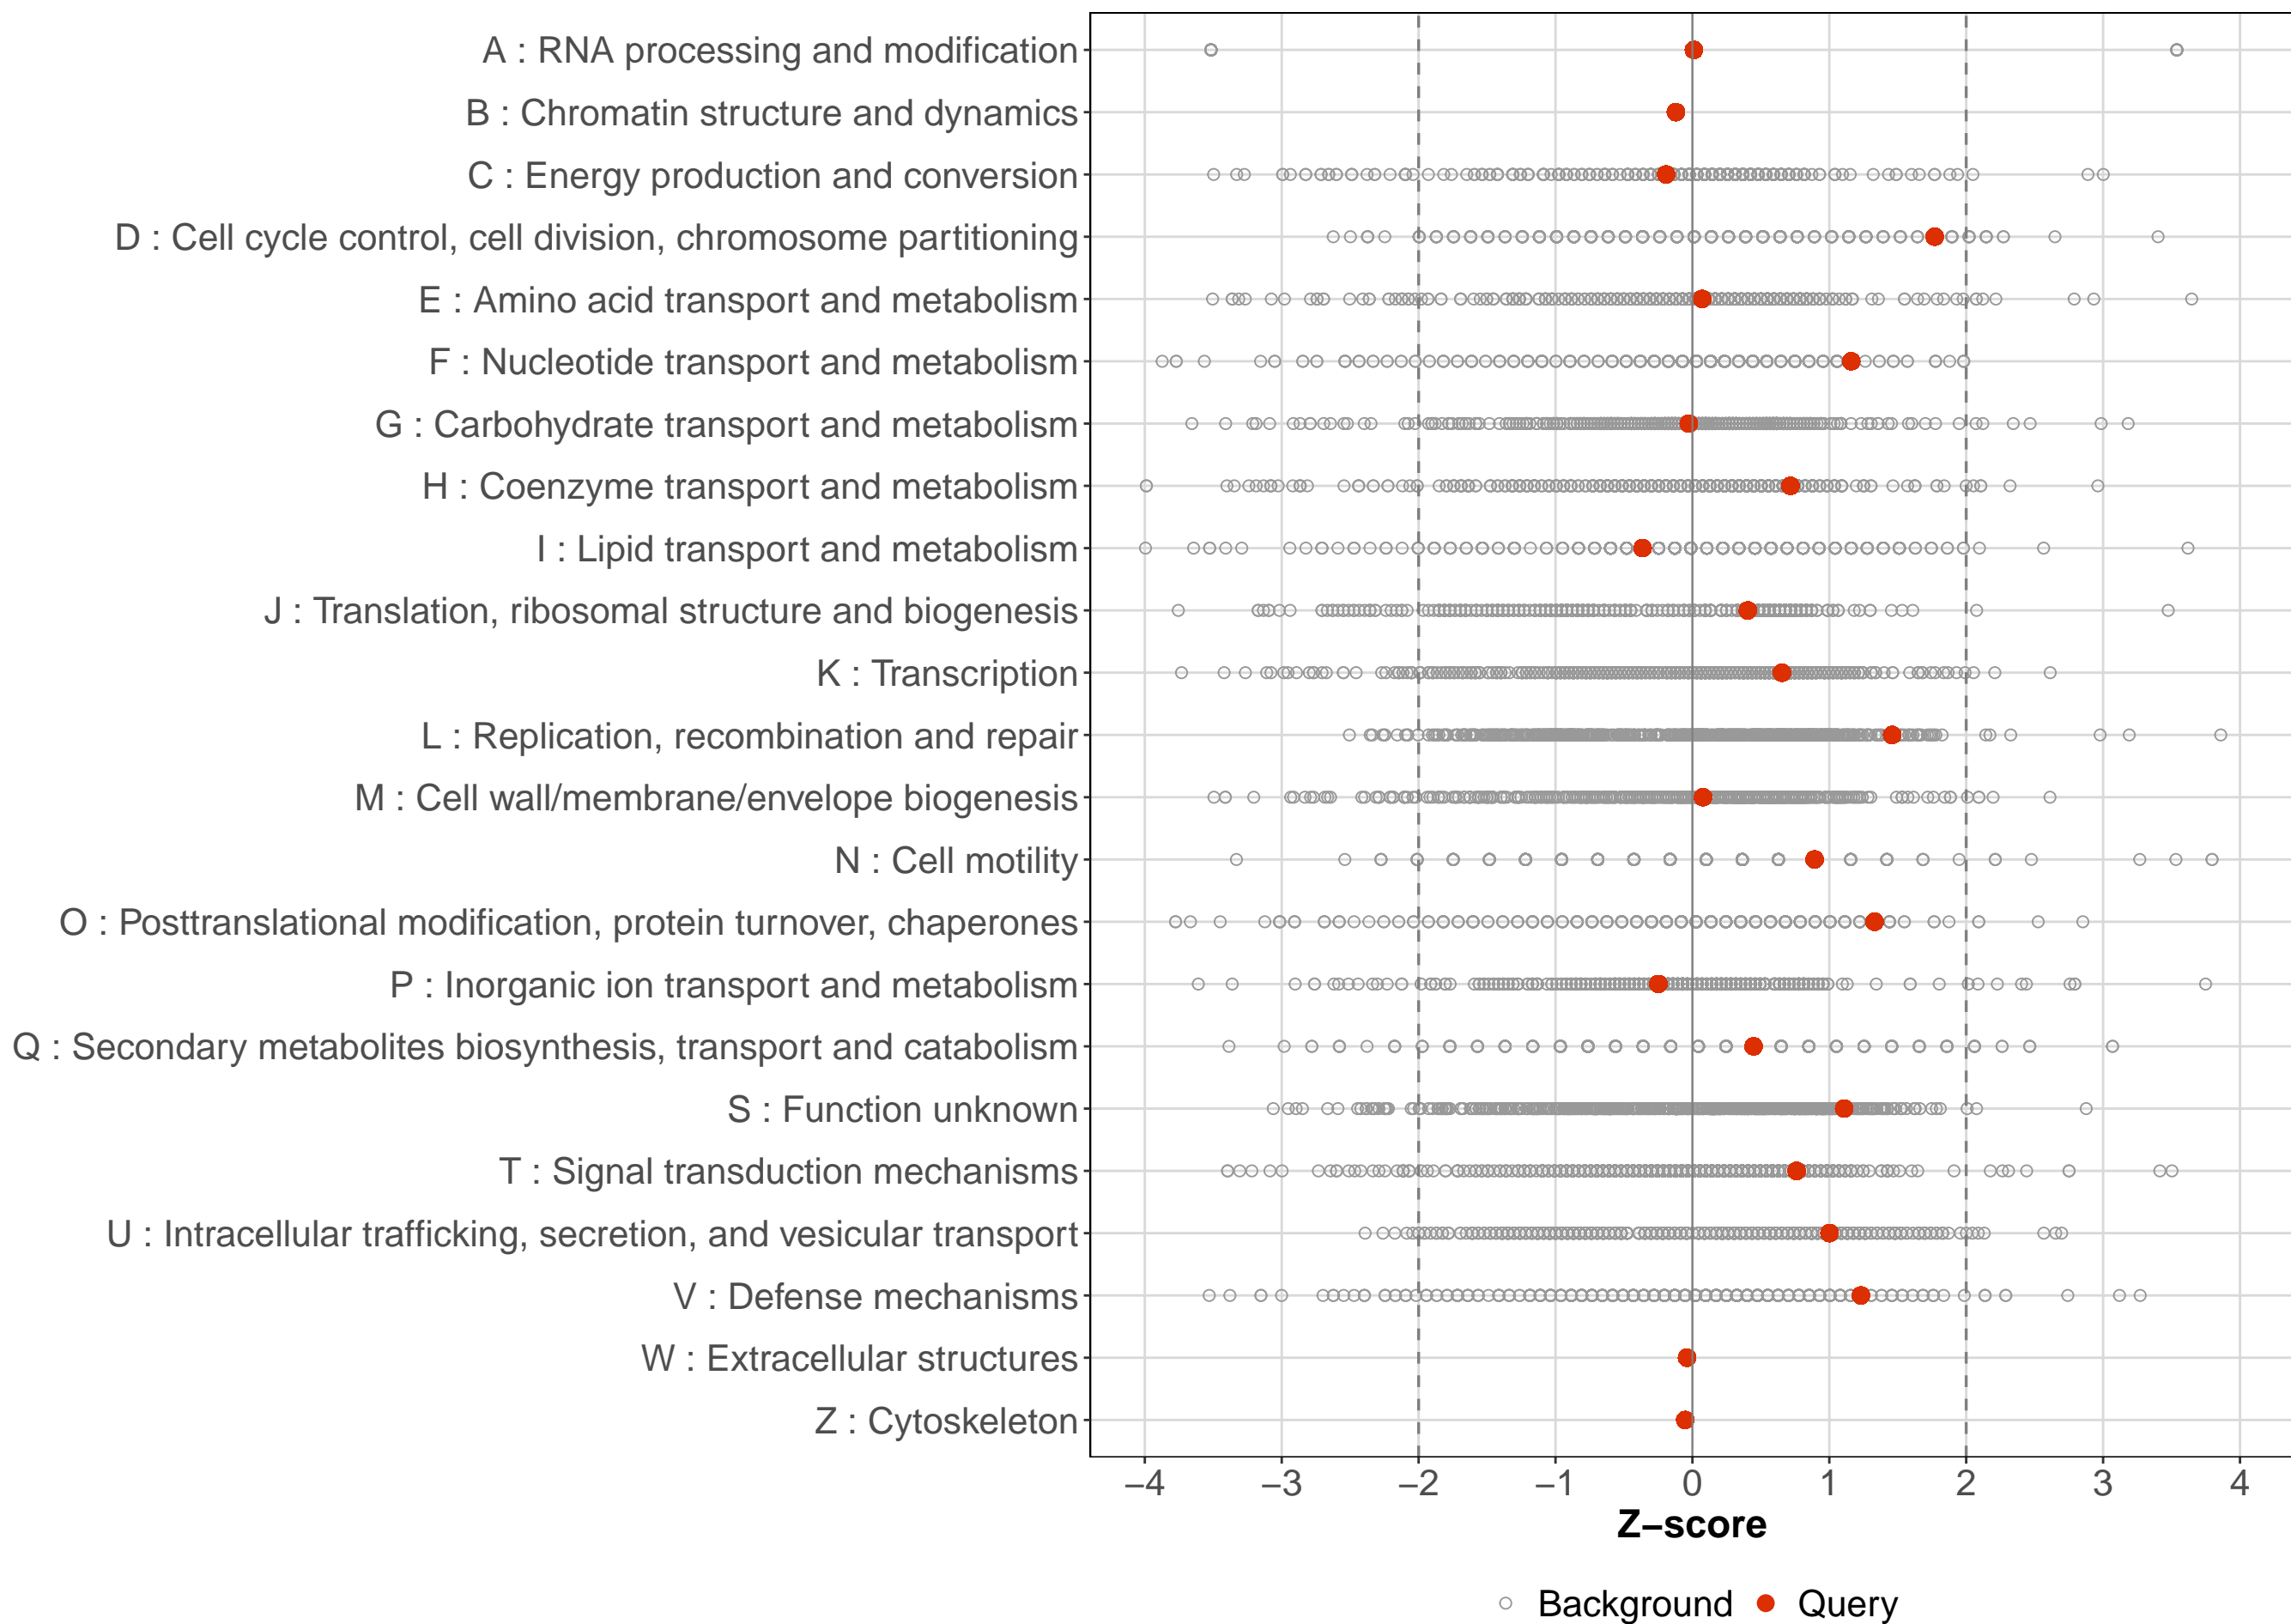 A : RNA processing and modification
B : Chromatin structure and dynamics
C : Energy production and conversion
D : Cell cycle control, cell division, chromosome partitioning
E : Amino acid transport and metabolism
F : Nucleotide transport and metabolism
G : Carbohydrate transport and metabolism
H : Coenzyme transport and metabolism
I : Lipid transport and metabolism
J : Translation, ribosomal structure and biogenesis
K : Transcription
L : Replication, recombination and repair
M : Cell wall/membrane/envelope biogenesis
N : Cell motility
O : Posttranslational modification, protein turnover, chaperones
P : Inorganic ion transport and metabolism
Q : Secondary metabolites biosynthesis, transport and catabolism
S : Function unknown
T : Signal transduction mechanisms
U : Intracellular trafficking, secretion, and vesicular transport
V : Defense mechanisms
W : Extracellular structures
Z : Cytoskeleton
−4 −3 −2 −1 0 1 2 3 4
Z−score
Background Query